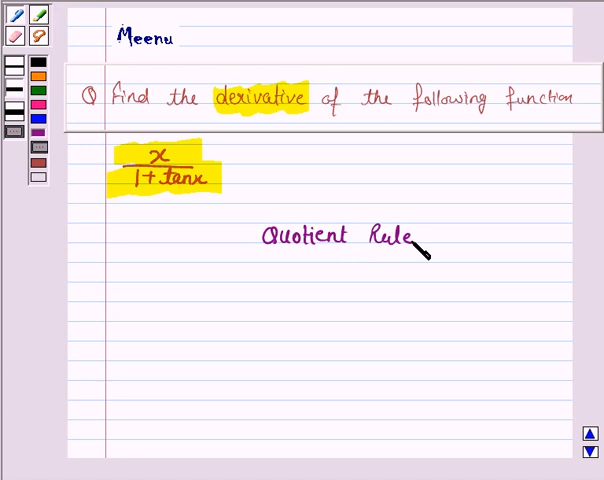 Meenu
Q Find the derivative of the following function
x
1 + tanx
Quotient Rule